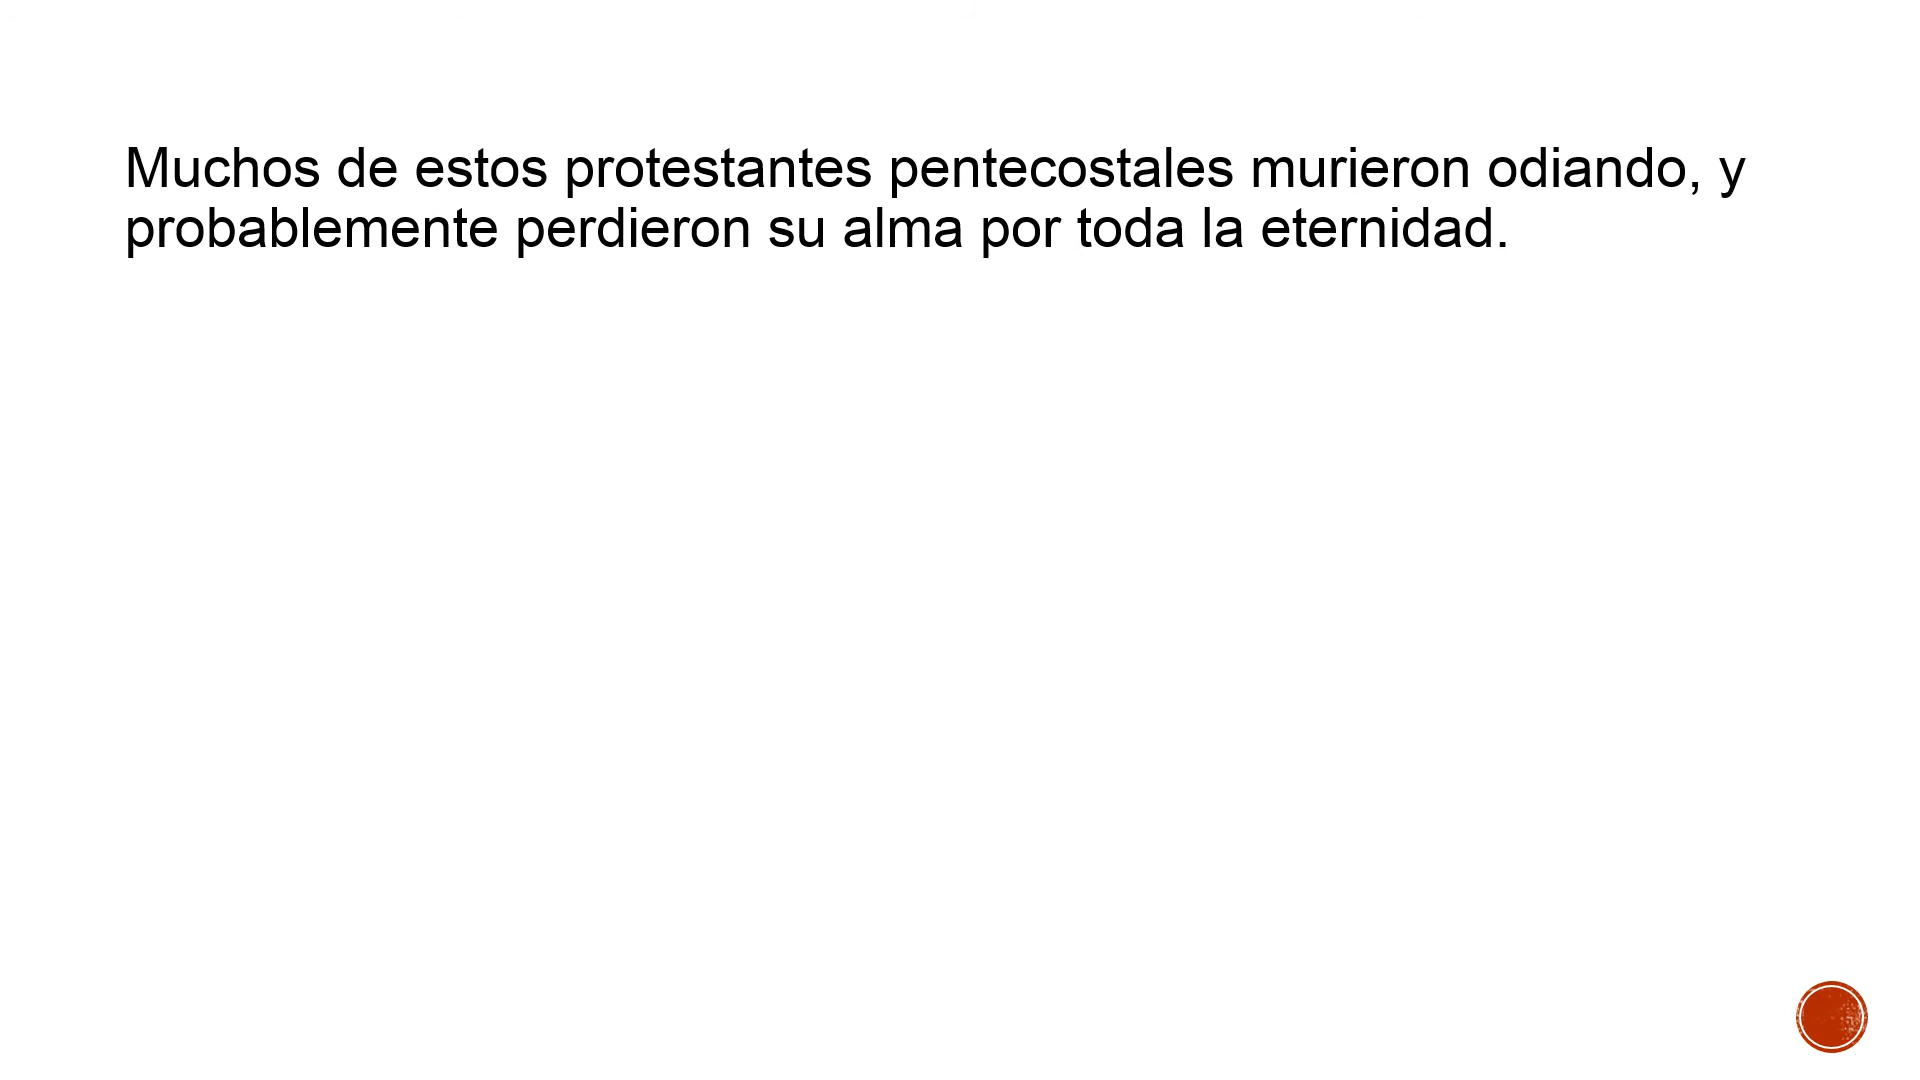 Muchos de estos protestantes pentecostales murieron odiando, y
probablemente perdieron su alma por toda la eternidad.